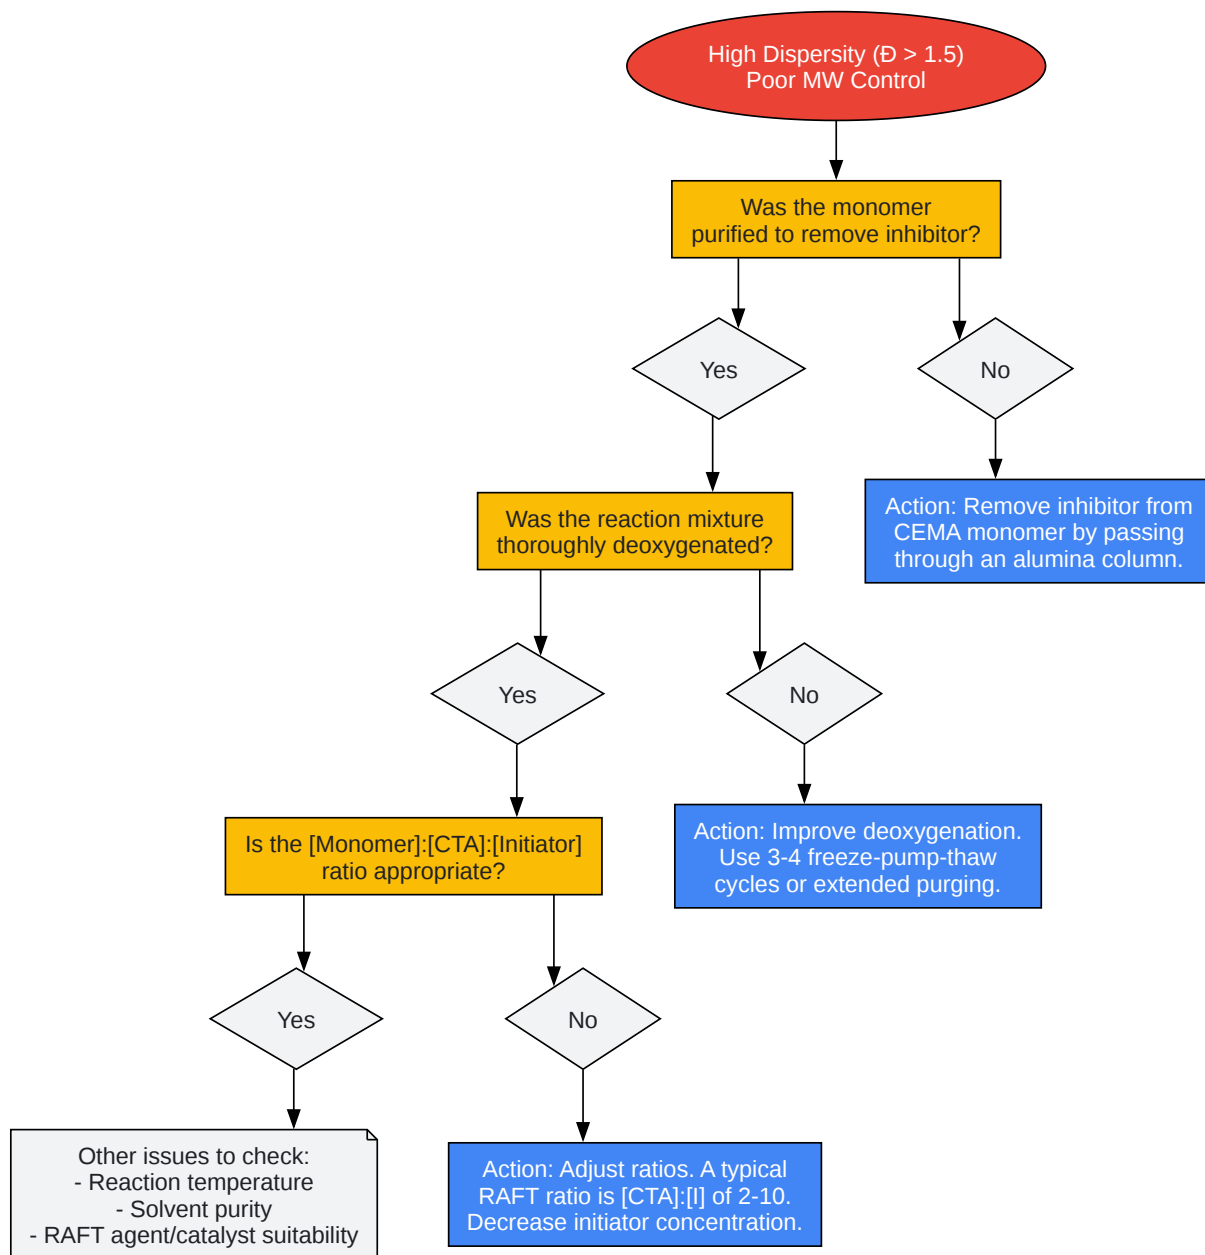 High Dispersity (Đ > 1.5)
Poor MW Control
Was the monomer
purified to remove inhibitor?
Yes
No
Action: Remove inhibitor from
CEMA monomer by passing
through an alumina column.
Was the reaction mixture
thoroughly deoxygenated?
Yes
No
Action: Improve deoxygenation.
Use 3-4 freeze-pump-thaw
cycles or extended purging.
Is the [Monomer]:[CTA]:[Initiator]
ratio appropriate?
Yes
No
Other issues to check:
- Reaction temperature
- Solvent purity
- RAFT agent/catalyst suitability
Action: Adjust ratios. A typical
RAFT ratio is [CTA]:[I] of 2-10.
Decrease initiator concentration.